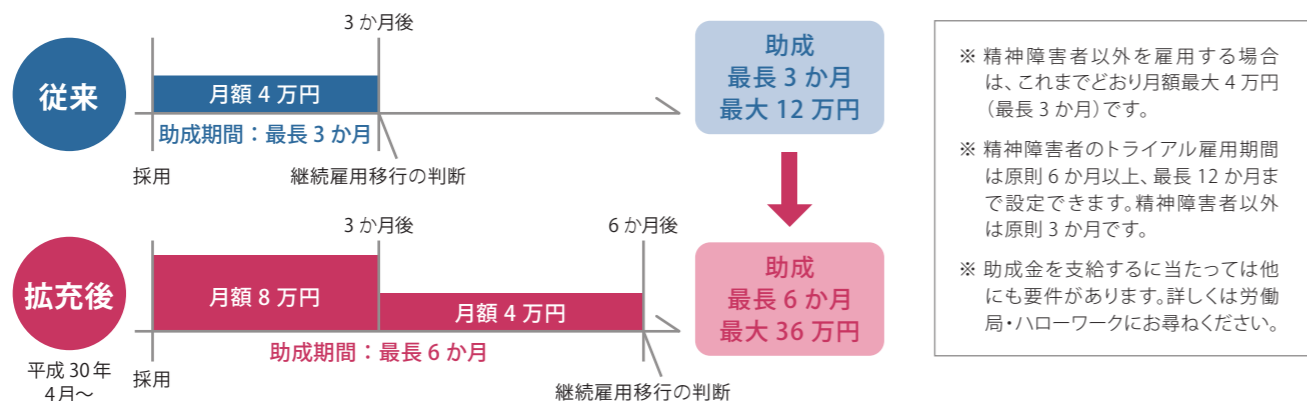 従来
3か月後
月額4万円
助成期間：最長3か月
採用
継続雇用移行の判断
助成
最長3か月
最大12万円
拡充後
平成30年
4月～
3か月後
6か月後
月額8万円
月額4万円
助成期間：最長6か月
採用
継続雇用移行の判断
助成
最長6か月
最大36万円
※ 精神障害者以外を雇用する場合
は、これまでどおり月額最大4万円
（最長3か月）です。
※ 精神障害者のトライアル雇用期間
は原則6か月以上、最長12か月ま
で設定できます。精神障害者以外
は原則3か月です。
※ 助成金を支給するに当たっては他
にも要件があります。詳しくは労働
局・ハローワークにお尋ねください。